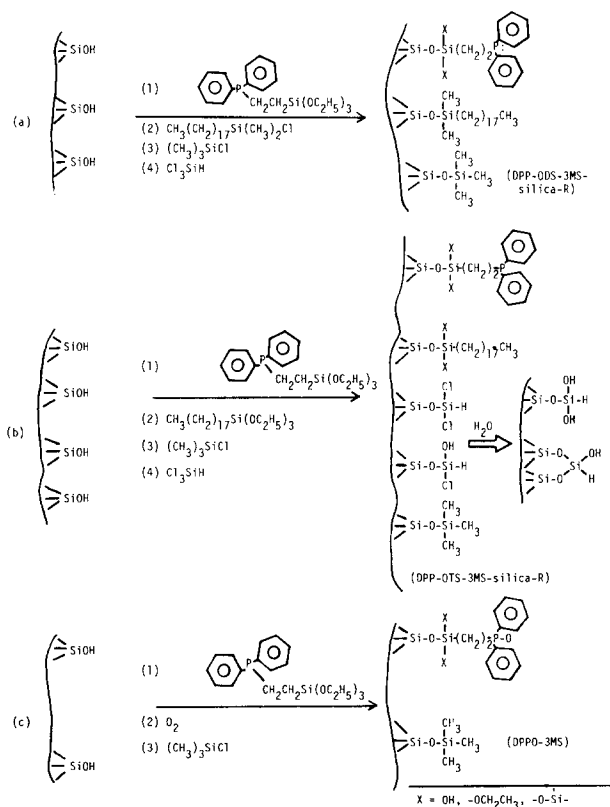 (a)
SiOH
SiOH
SiOH
(1)
P
CH2CH2Si(OC2H5)3
(2) CH3(CH2)17Si(CH3)2Cl
(3) (CH3)3SiCl
(4) Cl3SiH
X
Si-O-Si(CH2)2P:
X
CH3
Si-O-Si(CH2)17CH3
CH3
CH3
Si-O-Si-CH3
CH3
(DPP-ODS-3MS-
silica-R)
(b)
SiOH
SiOH
SiOH
SiOH
(1)
P
CH2CH2Si(OC2H5)3
(2) CH3(CH2)17Si(OC2H5)3
(3) (CH3)3SiCl
(4) Cl3SiH
X
Si-O-Si(CH2)2P
X
X
Si-O-Si(CH2)17CH3
X
Cl
Si-O-Si-H
Cl
OH
Si-O-Si-H
Cl
CH3
Si-O-Si-CH3
CH3
(DPP-OTS-3MS-silica-R)
H2O
OH
Si-O-Si-H
OH
Si-O
Si
OH
Si-O
H
(c)
SiOH
SiOH
(1)
P
CH2CH2Si(OC2H5)3
(2) O2
(3) (CH3)3SiCl
X
Si-O-Si(CH2)2P-O
X
CH3
Si-O-Si-CH3
CH3
(DPPO-3MS)
X = OH, -OCH2CH3, -O-Si-